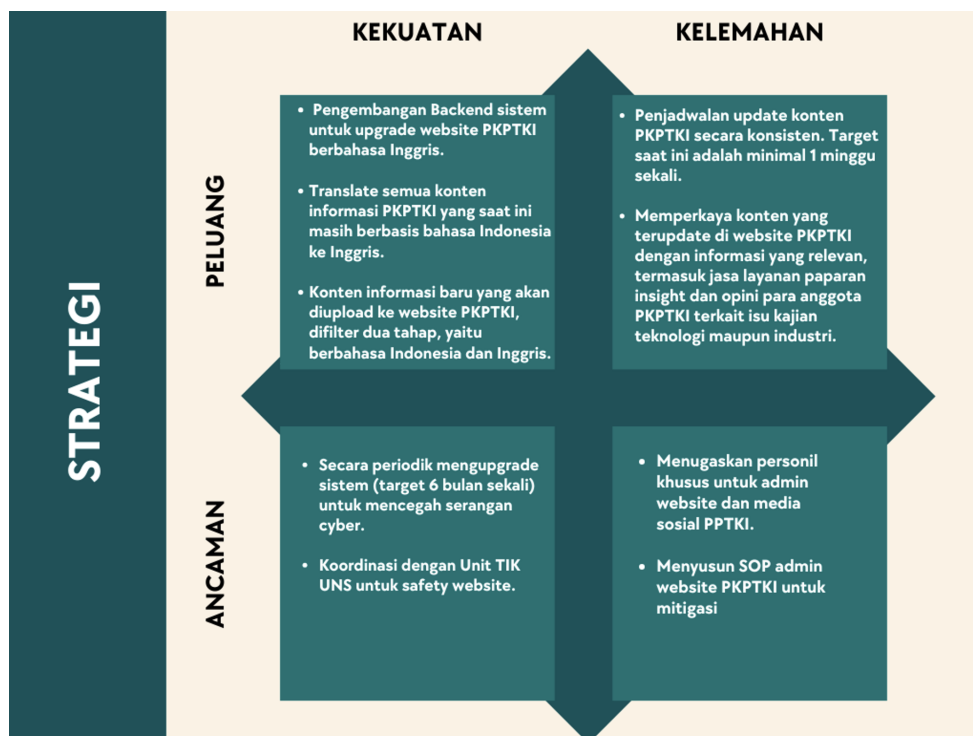 KEKUATAN
KELEMAHAN
STRATEGI
PELUANG
• Pengembangan Backend sistem
untuk upgrade website PKPTKI
berbahasa Inggris.
• Translate semua konten
informasi PKPTKI yang saat ini
masih berbasis bahasa Indonesia
ke Inggris.
• Konten informasi baru yang akan
diupload ke website PKPTKI,
difilter dua tahap, yaitu
berbahasa Indonesia dan Inggris.
• Penjadwalan update konten
PKPTKI secara konsisten. Target
saat ini adalah minimal 1 minggu
sekali.
• Memperkaya konten yang
terupdate di website PKPTKI
dengan informasi yang relevan,
termasuk jasa layanan paparan
insight dan opini para anggota
PKPTKI terkait isu kajian
teknologi maupun industri.
ANCAMAN
• Secara periodik mengupgrade
sistem (target 6 bulan sekali)
untuk mencegah serangan
cyber.
• Koordinasi dengan Unit TIK
UNS untuk safety website.
• Menugaskan personil
khusus untuk admin
website dan media
sosial PPTKI.
• Menyusun SOP admin
website PKPTKI untuk
mitigasi